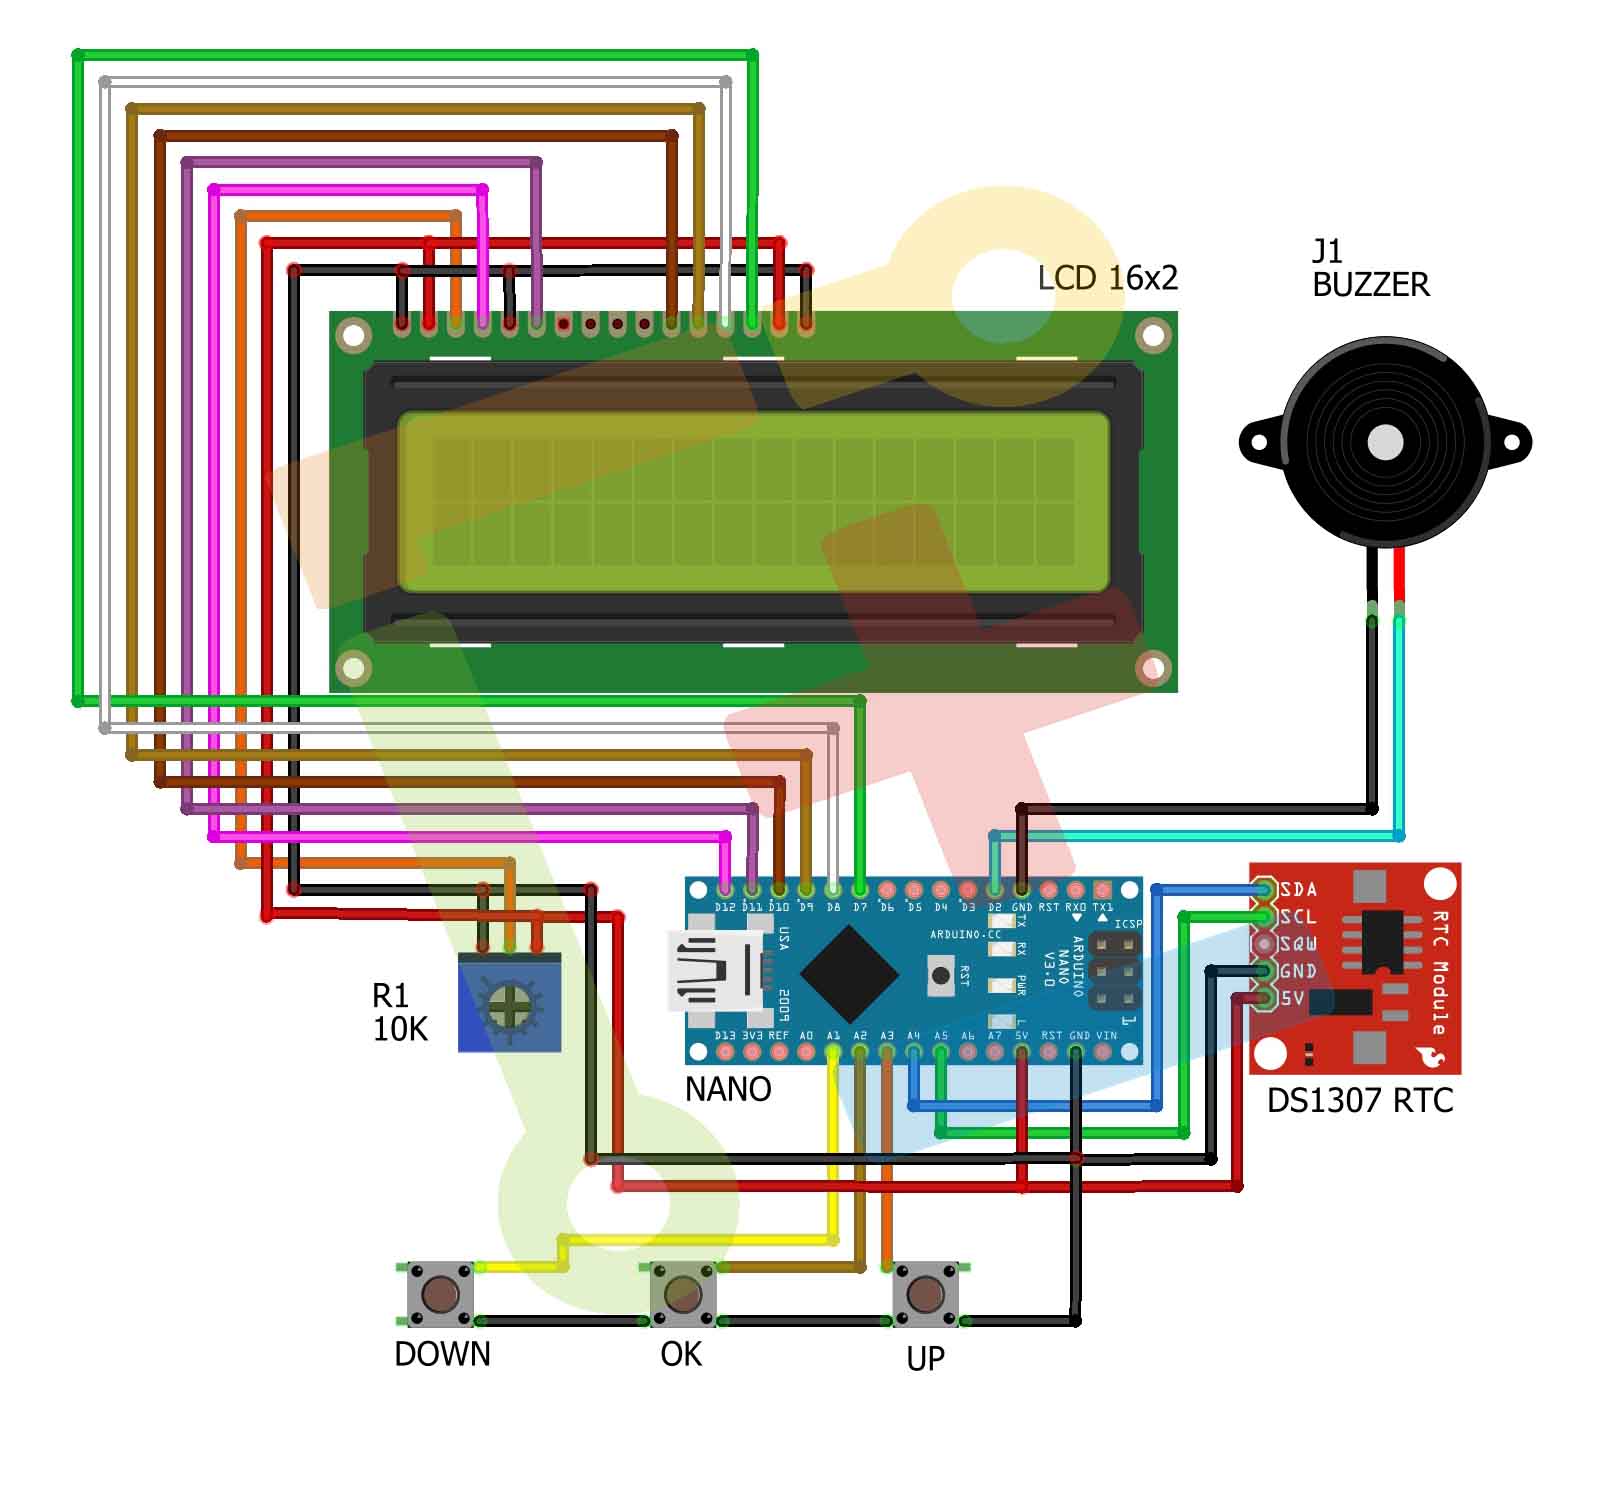 LCD 16x2
J1
BUZZER
R1
10K
D12 D11 D10 D9 D8 D7 D6 D5 D4 D3 D2 GND RST RX0 TX1
ICSP
1
TX
RX
PWR
L
USA
2009
ARDUINO.CC
RST
ARDUINO
NANO
V3.0
D13 3V3 REF A0 A1 A2 A3 A4 A5 A6 A7 5V RST GND VIN
NANO
SDA
SCL
SQW
GND
5V
RTC Module
DS1307 RTC
DOWN
OK
UP